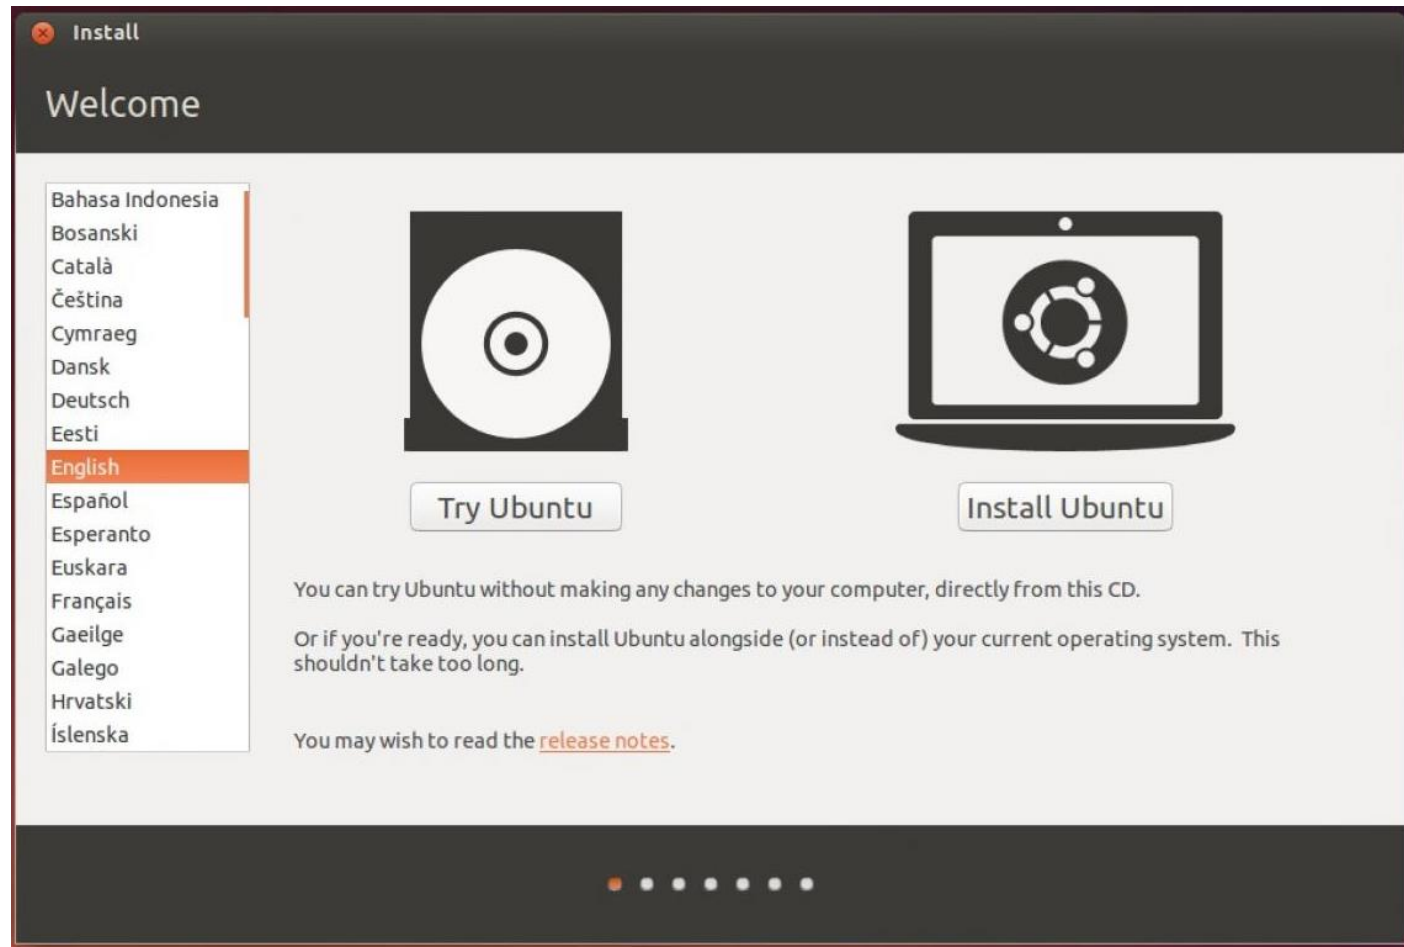 Install
Welcome
Bahasa Indonesia
Bosanski
Català
Čeština
Cymraeg
Dansk
Deutsch
Eesti
English
Español
Esperanto
Euskara
Français
Gaeilge
Galego
Hrvatski
Íslenska
Try Ubuntu
Install Ubuntu
You can try Ubuntu without making any changes to your computer, directly from this CD.
Or if you're ready, you can install Ubuntu alongside (or instead of) your current operating system.  This
shouldn't take too long.
You may wish to read the release notes.